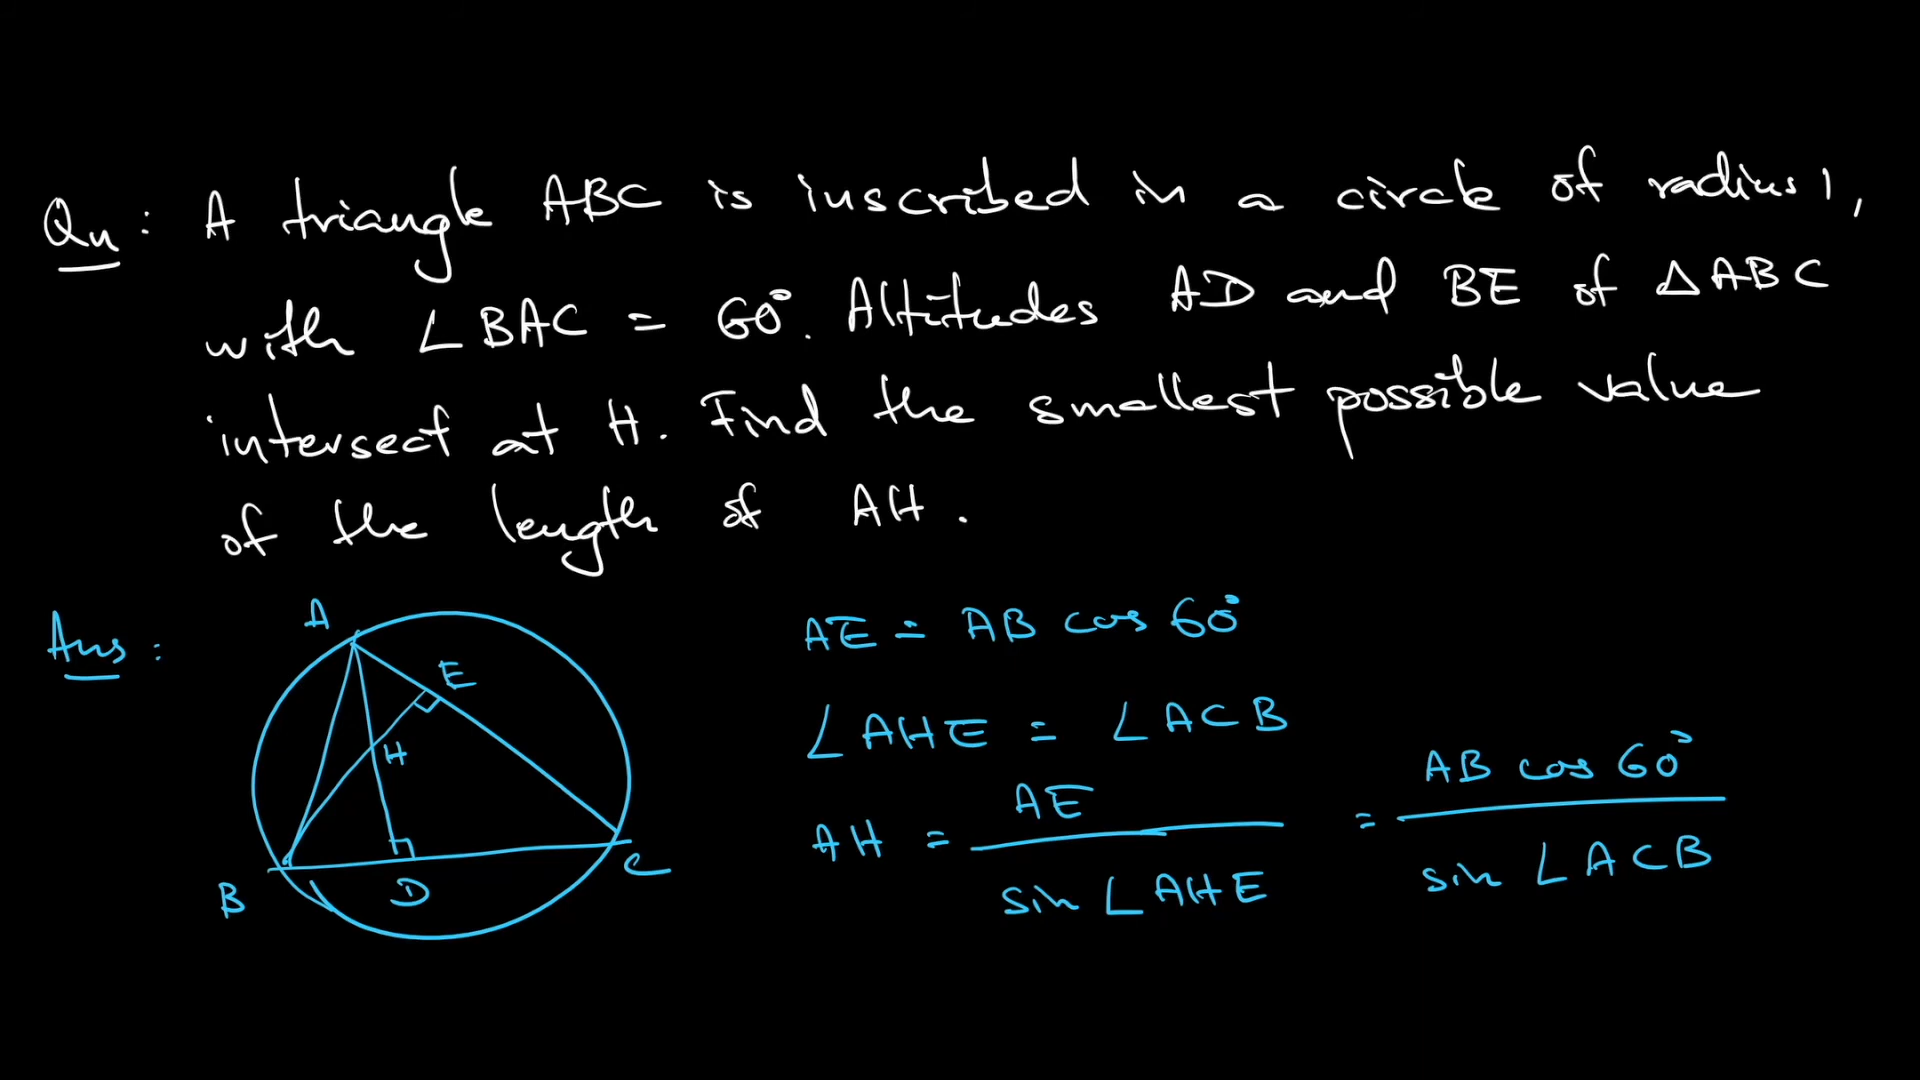 Qn: A triangle ABC is inscribed in a circle of radius 1,
with ∠BAC = 60°. Altitudes AD and BE of △ABC
intersect at H. Find the smallest possible value
of the length of AH.
Ans:
A
E
H
B
D
C
AE = AB cos 60°
∠AHE = ∠ACB
AH = AE / sin ∠AHE = AB cos 60° / sin ∠ACB